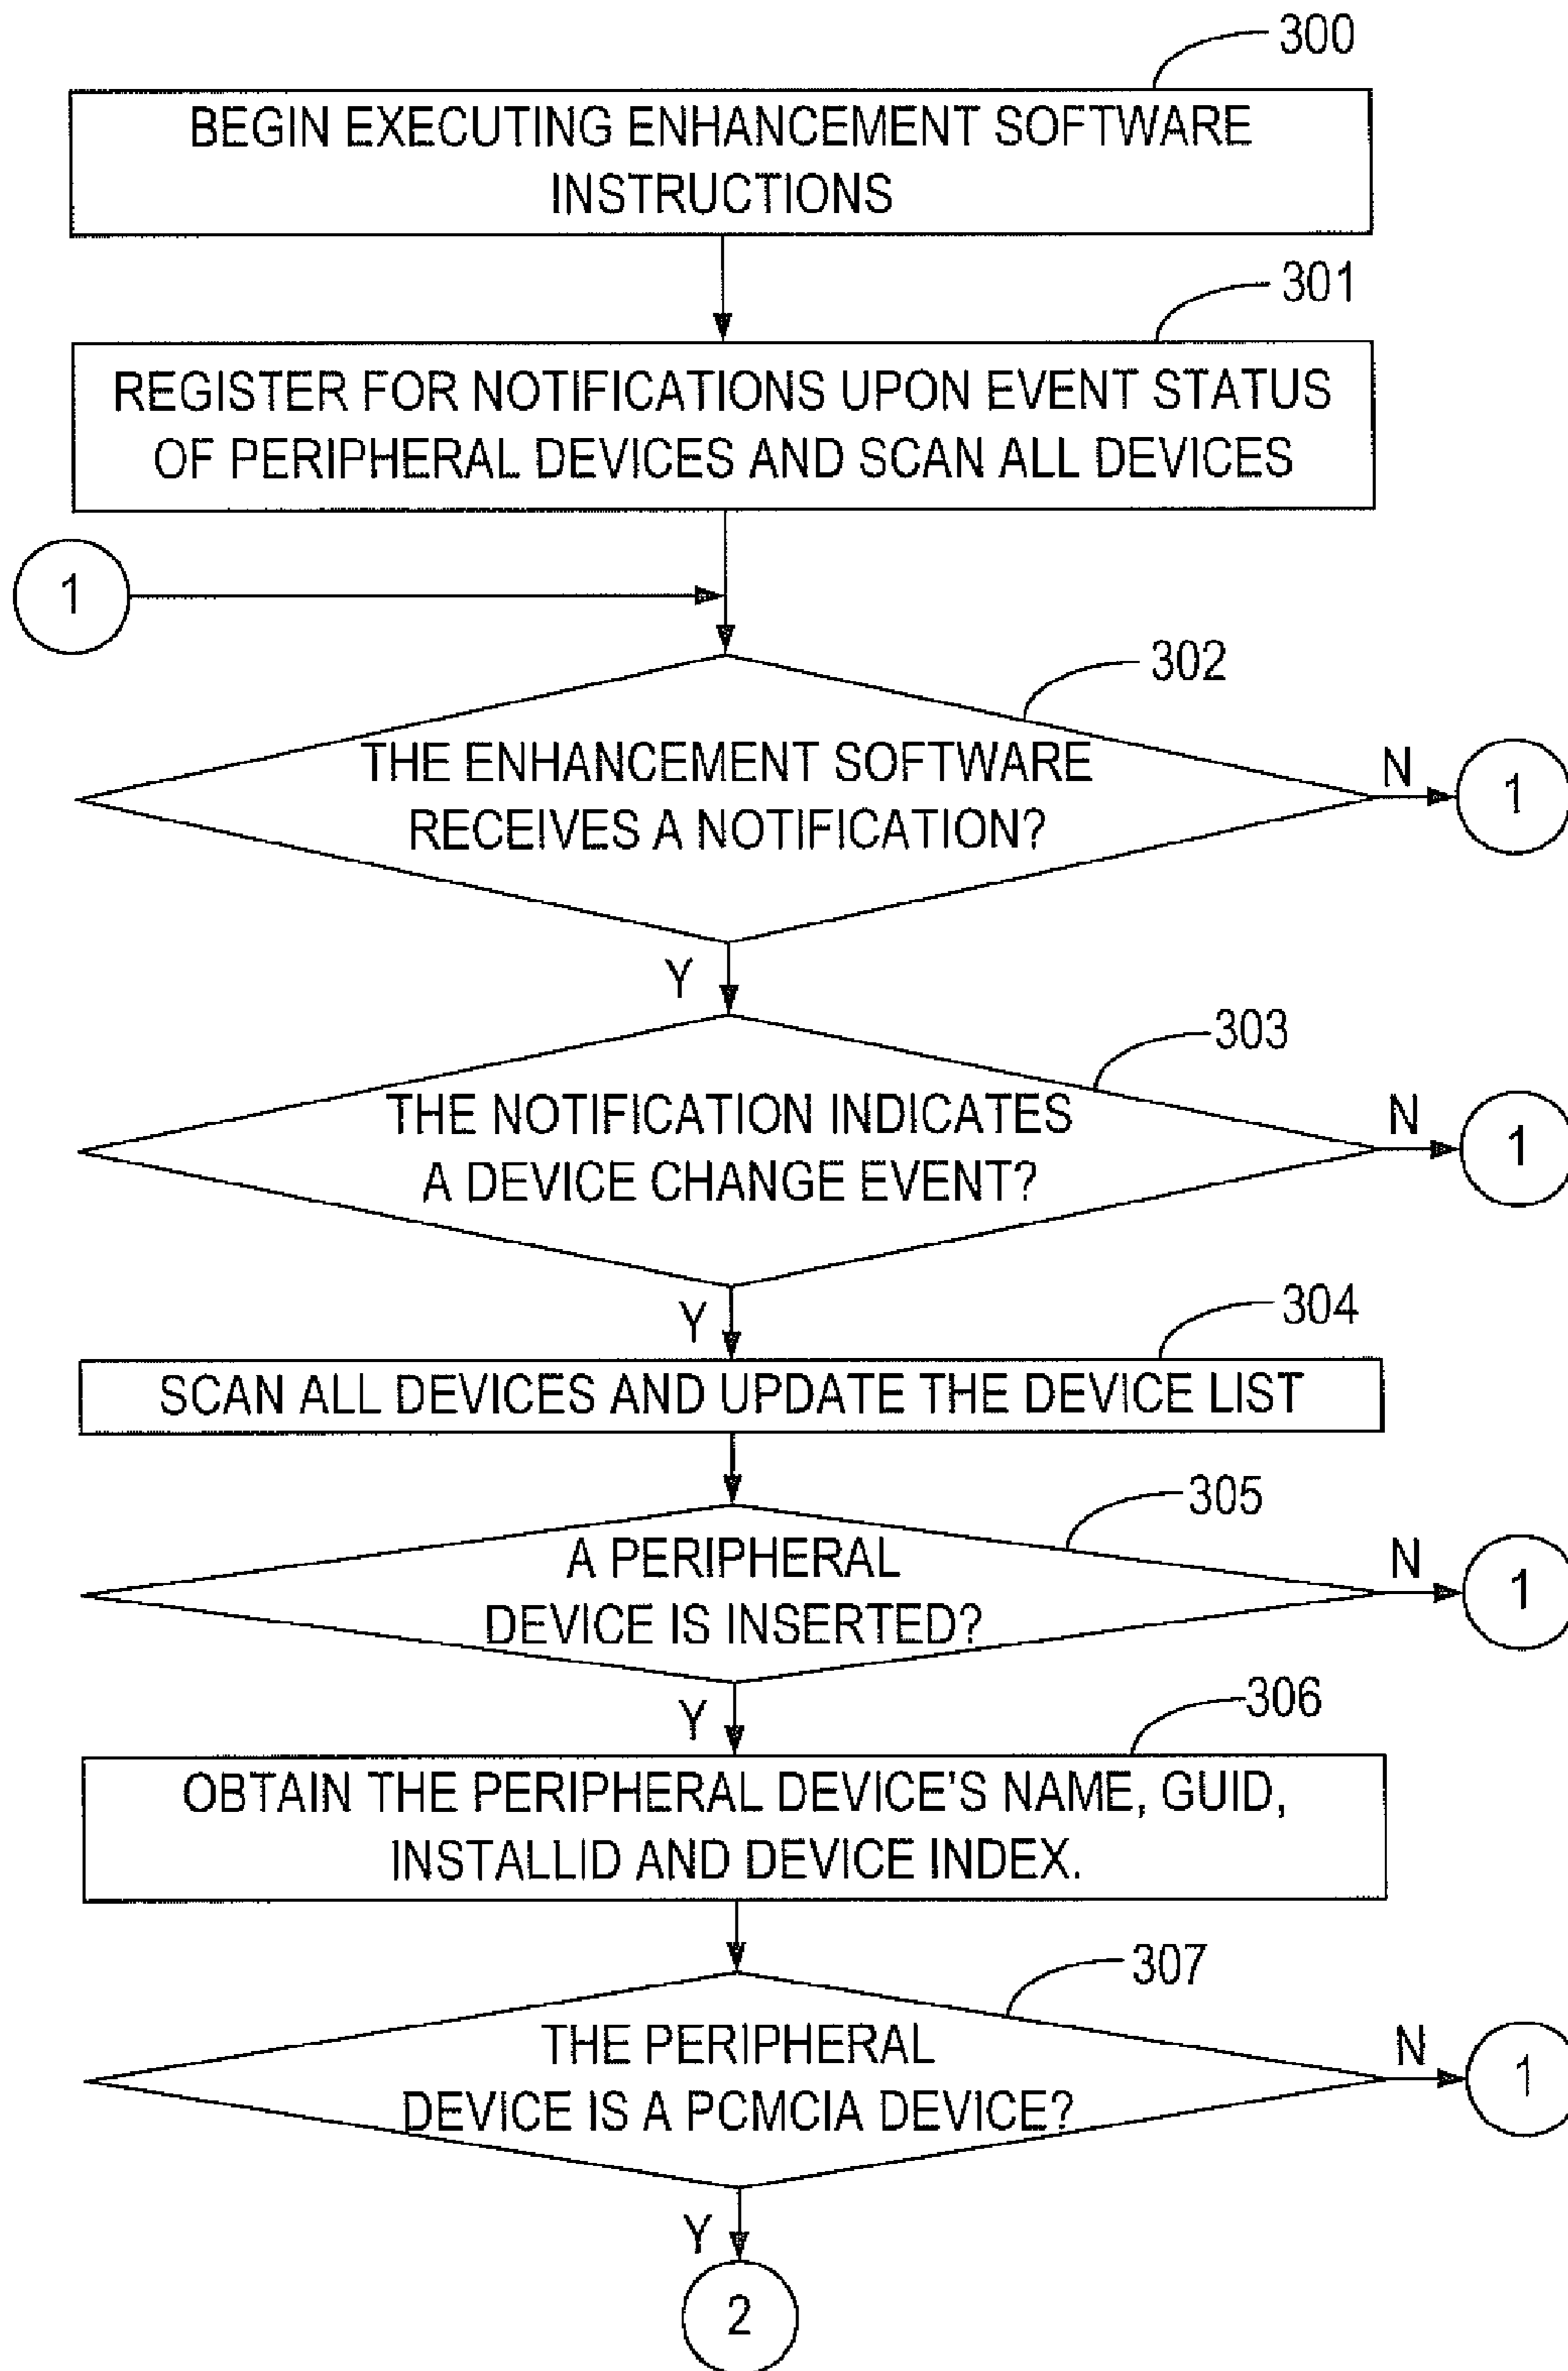 300
BEGIN EXECUTING ENHANCEMENT SOFTWARE
INSTRUCTIONS
301
REGISTER FOR NOTIFICATIONS UPON EVENT STATUS
OF PERIPHERAL DEVICES AND SCAN ALL DEVICES
1
302
THE ENHANCEMENT SOFTWARE
RECEIVES A NOTIFICATION?
N
1
Y
303
THE NOTIFICATION INDICATES
A DEVICE CHANGE EVENT?
N
1
Y
304
SCAN ALL DEVICES AND UPDATE THE DEVICE LIST
305
A PERIPHERAL
DEVICE IS INSERTED?
N
1
Y
306
OBTAIN THE PERIPHERAL DEVICE'S NAME, GUID,
INSTALLID AND DEVICE INDEX.
307
THE PERIPHERAL
DEVICE IS A PCMCIA DEVICE?
N
1
Y
2